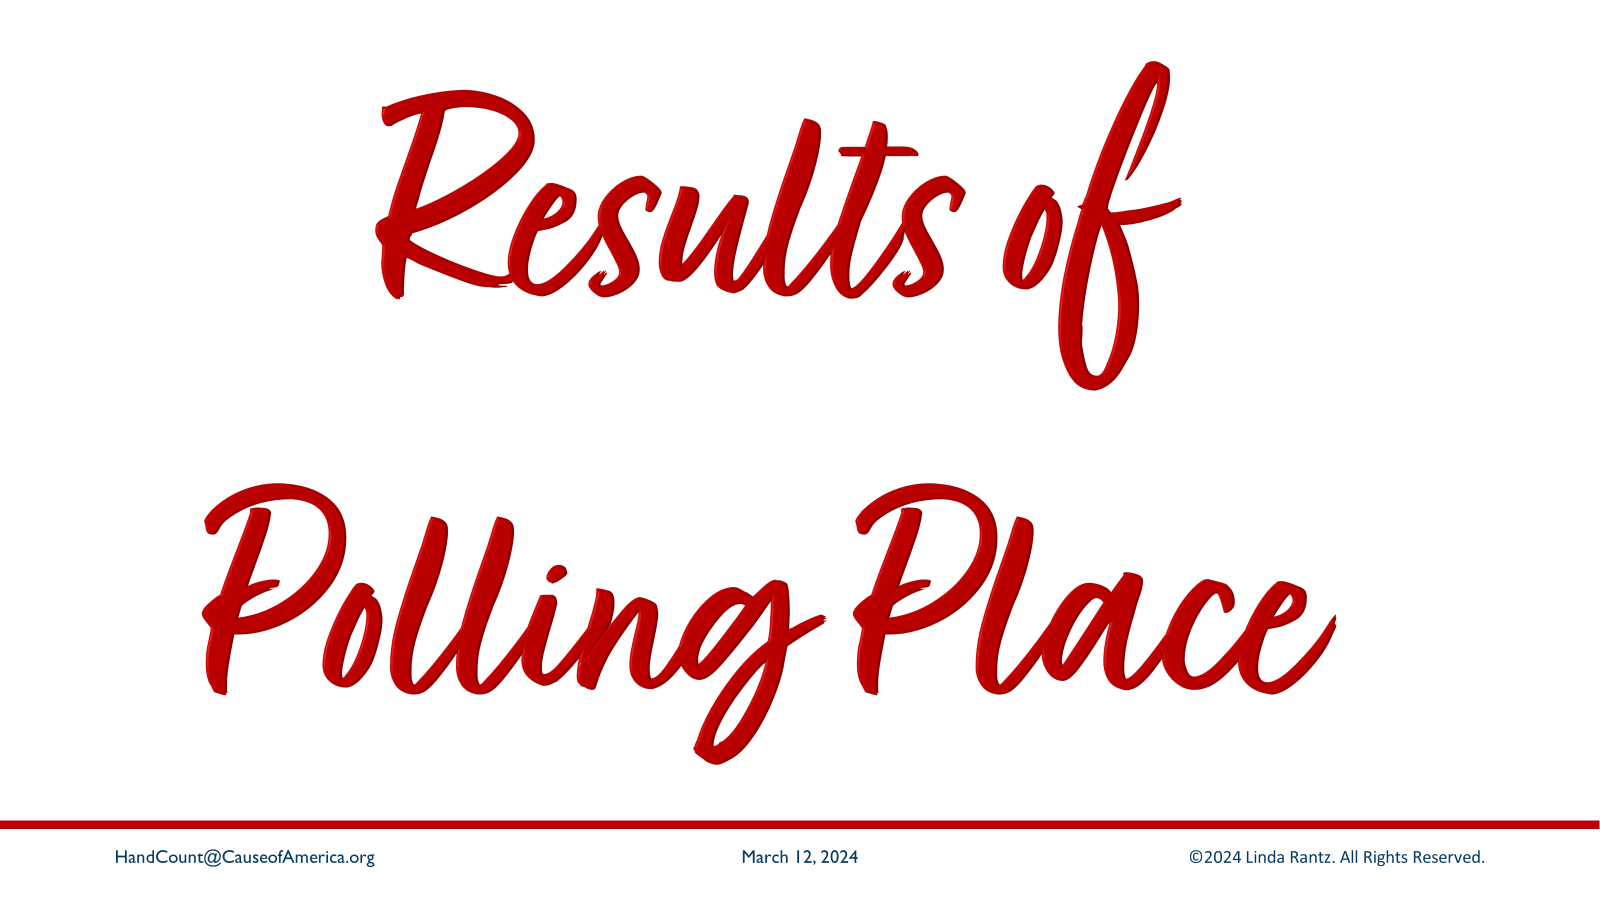 Results of
Polling Place
HandCount@CauseofAmerica.org
March 12, 2024
©2024 Linda Rantz. All Rights Reserved.